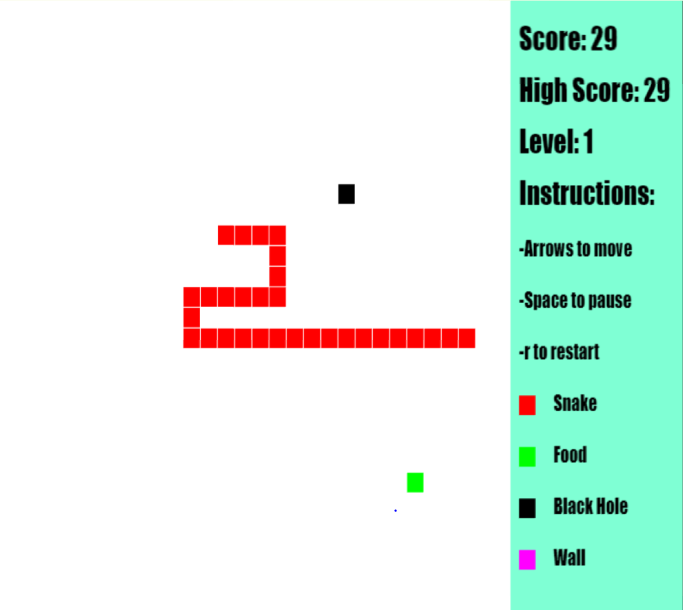 Score: 29
High Score: 29
Level: 1
Instructions:
-Arrows to move
-Space to pause
-r to restart
Snake
Food
Black Hole
Wall